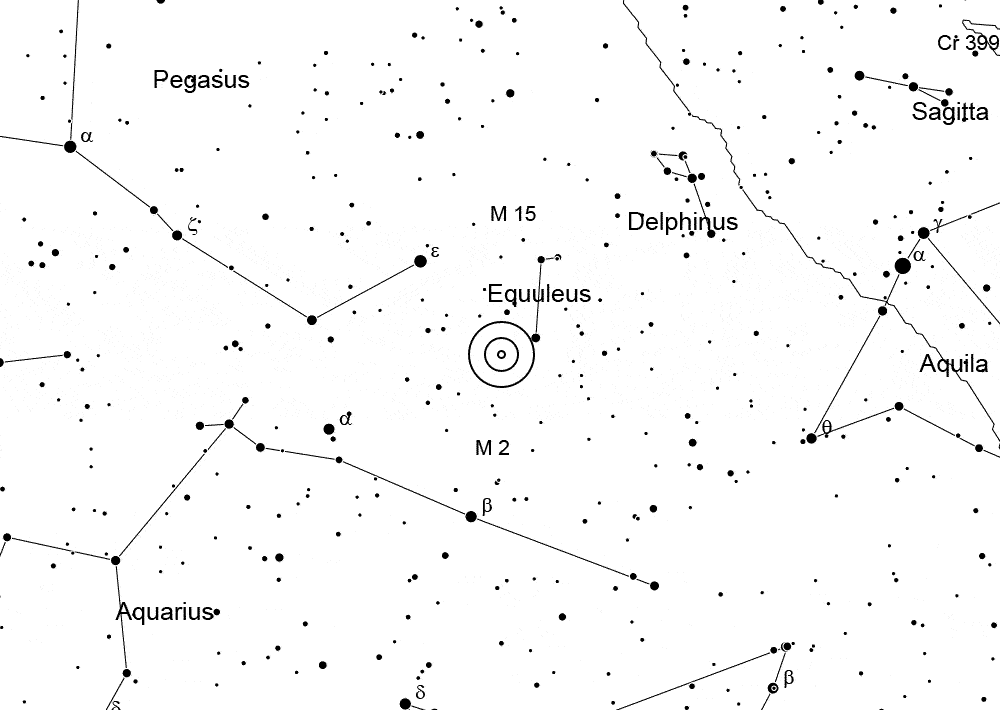 Cr 399
Pegasus
Sagitta
α
M 15
Delphinus
ζ
γ
ε
α
Equuleus
Aquila
α
θ
M 2
β
Aquarius
β
δ
δ